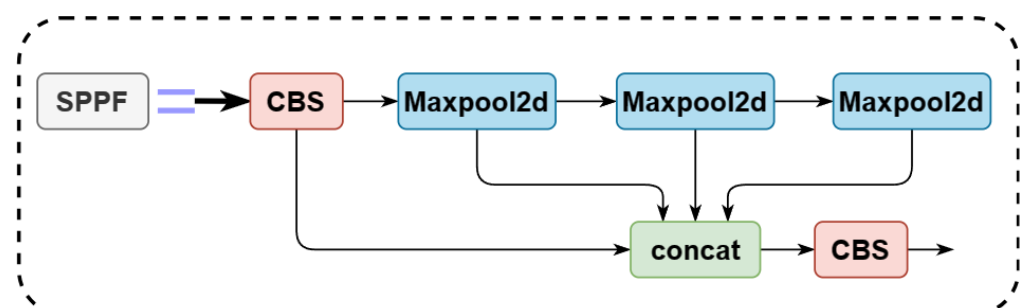 SPPF
CBS
Maxpool2d
Maxpool2d
Maxpool2d
concat
CBS